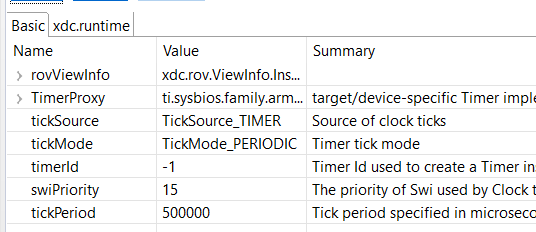 Basic xdc.runtime
Name Value Summary
rovViewInfo xdc.rov.ViewInfo.Ins...
TimerProxy ti.sysbios.family.arm... target/device-specific Timer imple
tickSource TickSource_TIMER Source of clock ticks
tickMode TickMode_PERIODIC Timer tick mode
timerId -1 Timer Id used to create a Timer ins
swiPriority 15 The priority of Swi used by Clock t
tickPeriod 500000 Tick period specified in microsec